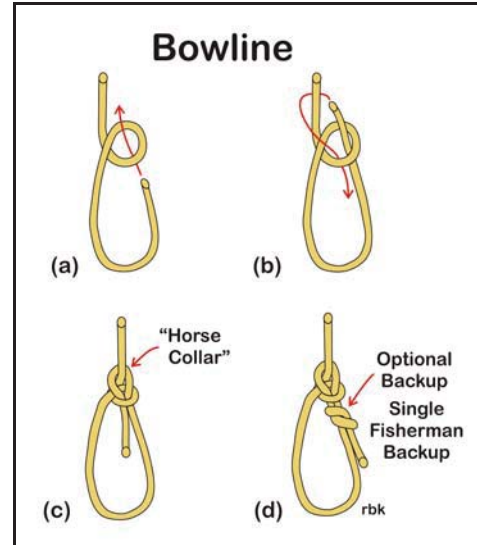 Bowline
(a)
(b)
“Horse
Collar”
(c)
Optional
Backup
Single
Fisherman
Backup
(d)
rbk